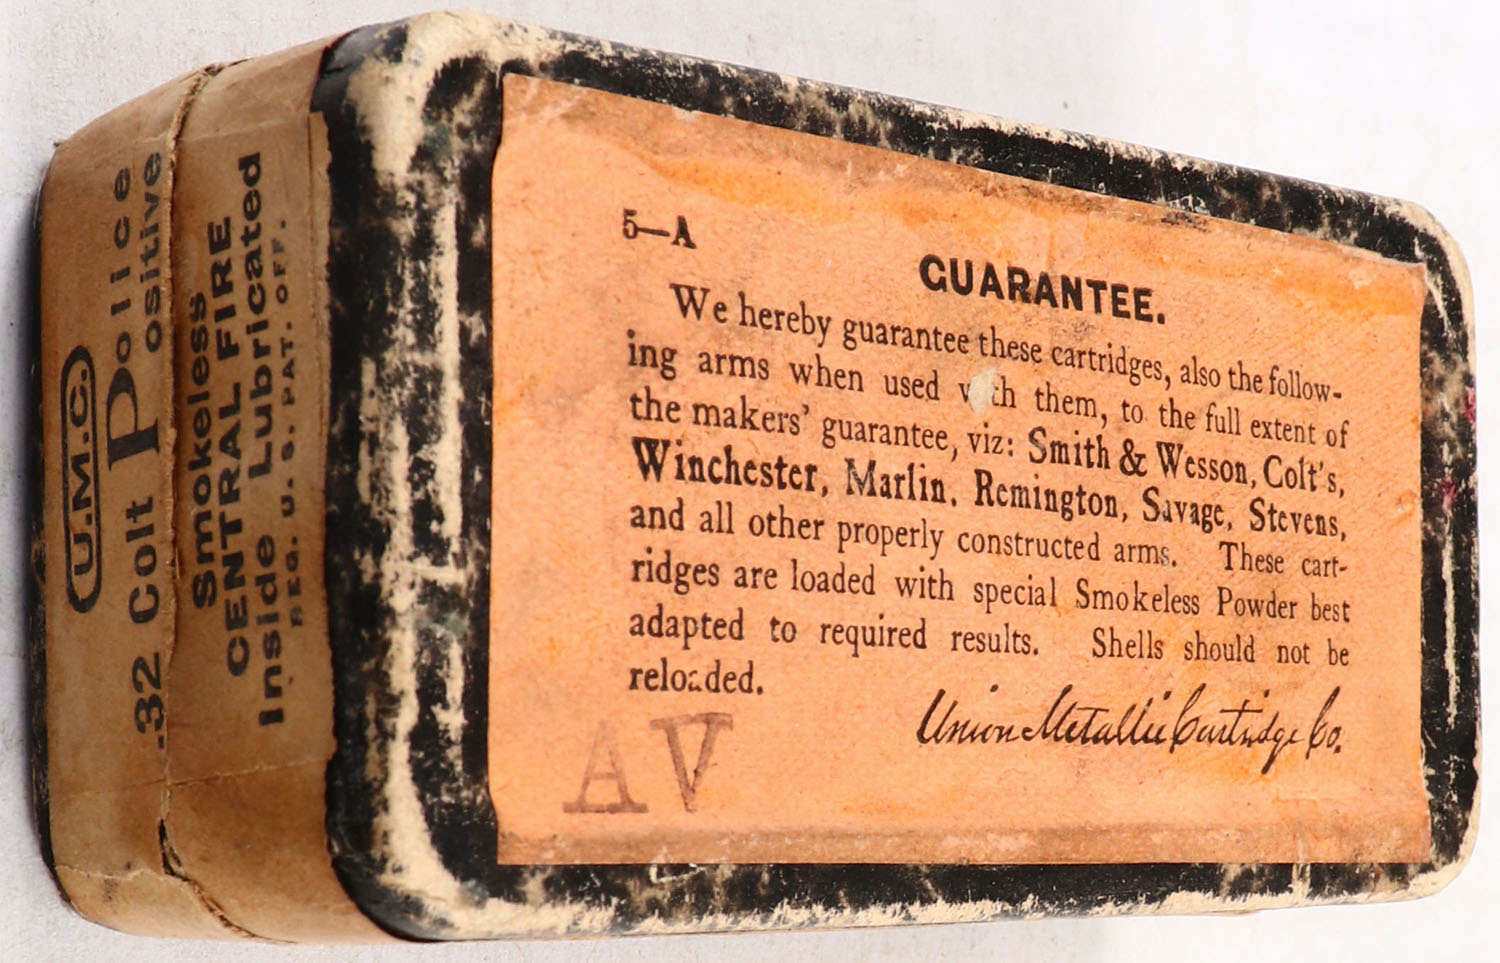 5—A
GUARANTEE.
We hereby guarantee these cartridges, also the follow-
ing arms when used with them, to the full extent of
the makers' guarantee, viz: Smith & Wesson, Colt's,
Winchester, Marlin, Remington, Savage, Stevens,
and all other properly constructed arms. These cart-
ridges are loaded with special Smokeless Powder best
adapted to required results. Shells should not be
reloaded.
Union Metallic Cartridge Co.
AV
U.M.C.
.32 Colt Police
Positive
Smokeless
CENTRAL FIRE
Inside Lubricated
REG. U. S. PAT. OFF.